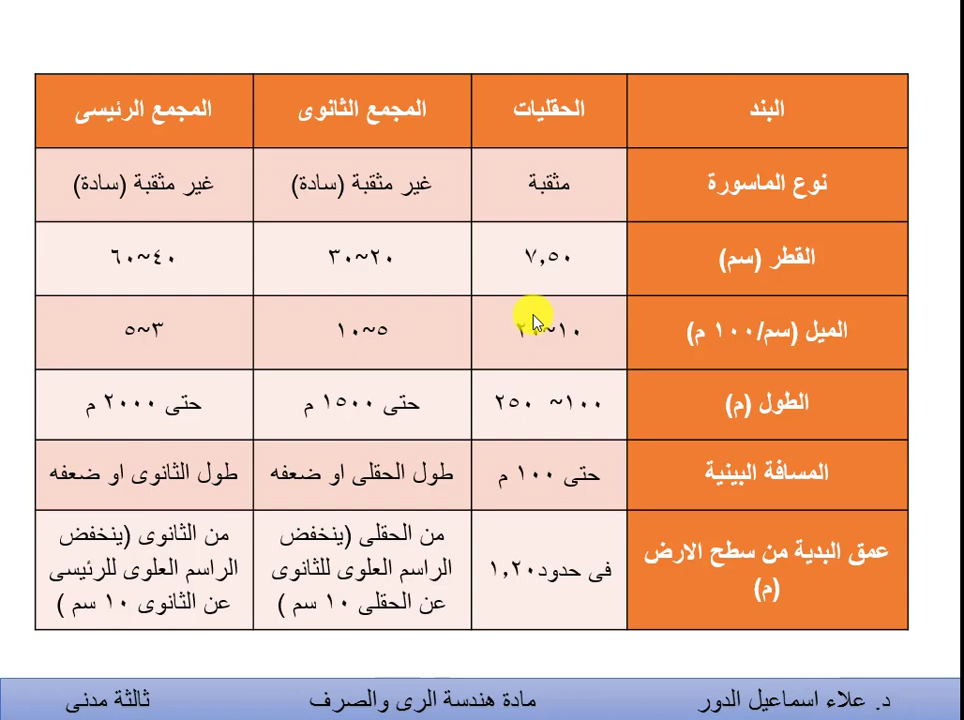 البند الحقليات المجمع الثانوى المجمع الرئيسى
نوع الماسورة مثقبة غير مثقبة (سادة) غير مثقبة (سادة)
القطر (سم) ٧,٥٠ ٢٠~٣٠ ٤٠~٦٠
الميل (سم/١٠٠ م) ١٠~ ٥~١٠ ٣~٥
الطول (م) ١٠٠~ ٢٥٠ حتى ١٥٠٠ م حتى ٢٠٠٠ م
المسافة البينية حتى ١٠٠ م طول الحقلى او ضعفه طول الثانوى او ضعفه
عمق البدية من سطح الارض
(م)
فى حدود١,٢٠
من الحقلى (ينخفض
الراسم العلوى للثانوى
عن الحقلى ١٠ سم )
من الثانوى (ينخفض
الراسم العلوى للرئيسى
عن الثانوى ١٠ سم )
د. علاء اسماعيل الدور مادة هندسة الرى والصرف ثالثة مدنى